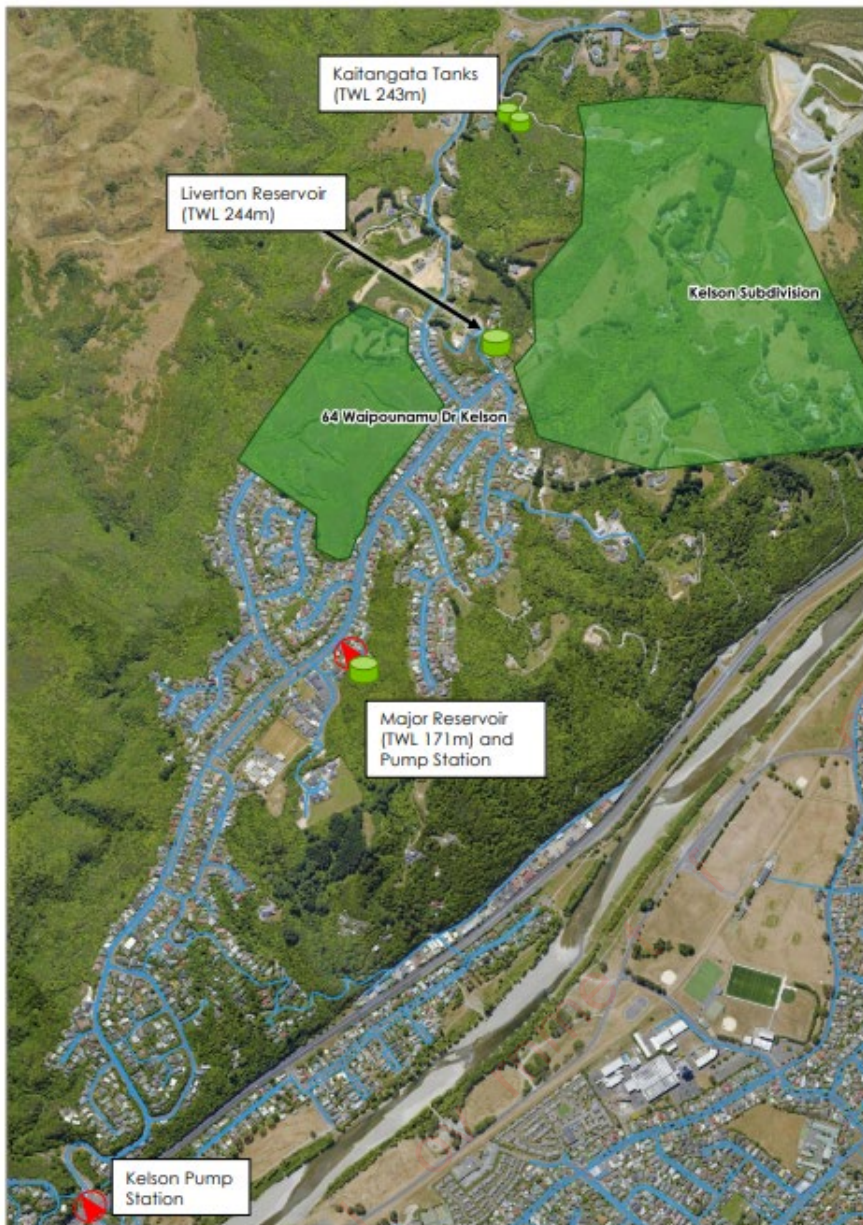 Kaitangata Tanks
(TWL 243m)
Liverton Reservoir
(TWL 244m)
Kelson Subdivision
64 Waipounamu Dr Kelson
Major Reservoir
(TWL 171m) and
Pump Station
Kelson Pump
Station